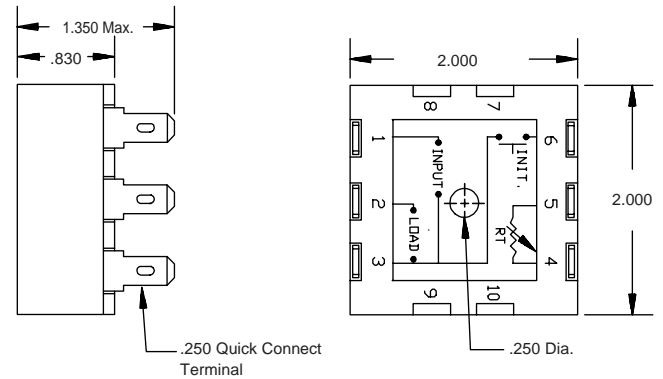 1.350 Max.
.830
2.000
8
7
1
6
INPUT
INIT.
2
5
2.000
LOAD
RT
3
4
9
10
.250 Quick Connect
Terminal
.250 Dia.